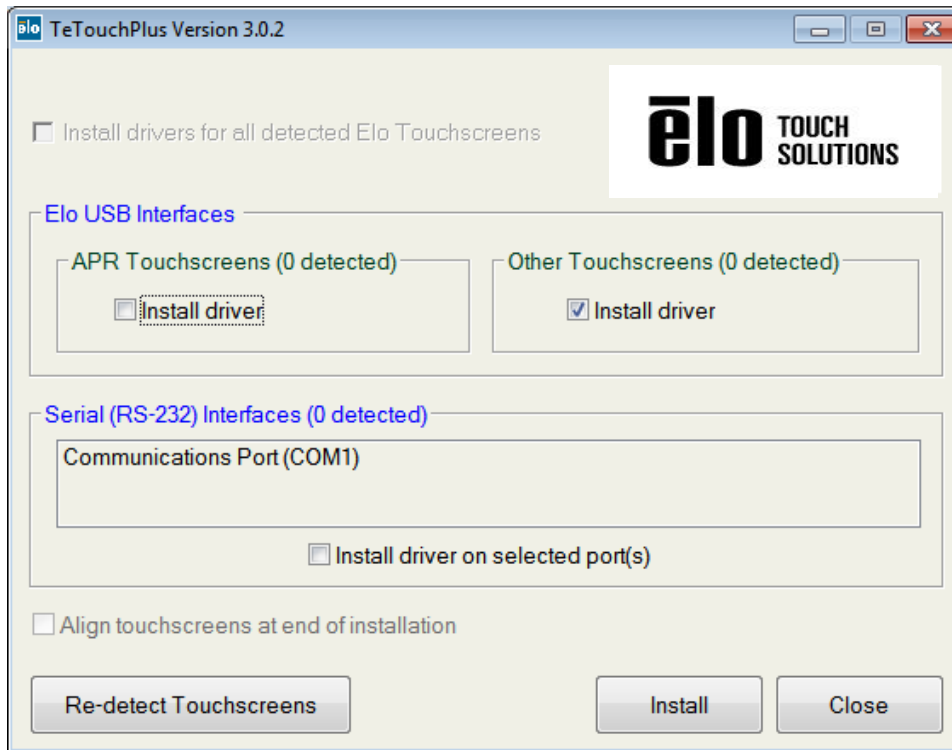 elo TeTouchPlus Version 3.0.2
Install drivers for all detected Elo Touchscreens
ēlo TOUCH
SOLUTIONS
Elo USB Interfaces
APR Touchscreens (0 detected)
Other Touchscreens (0 detected)
Install driver
Install driver
Serial (RS-232) Interfaces (0 detected)
Communications Port (COM1)
Install driver on selected port(s)
Align touchscreens at end of installation
Re-detect Touchscreens
Install
Close